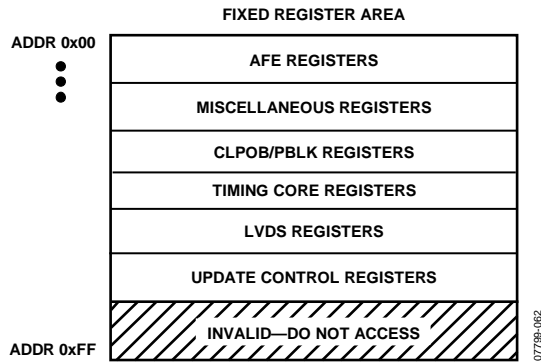 FIXED REGISTER AREA
ADDR 0x00
AFE REGISTERS
MISCELLANEOUS REGISTERS
CLPOB/PBLK REGISTERS
TIMING CORE REGISTERS
LVDS REGISTERS
UPDATE CONTROL REGISTERS
INVALID—DO NOT ACCESS
ADDR 0xFF
07799-062